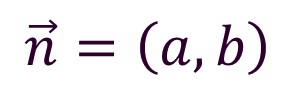 n⃗ = (a, b)